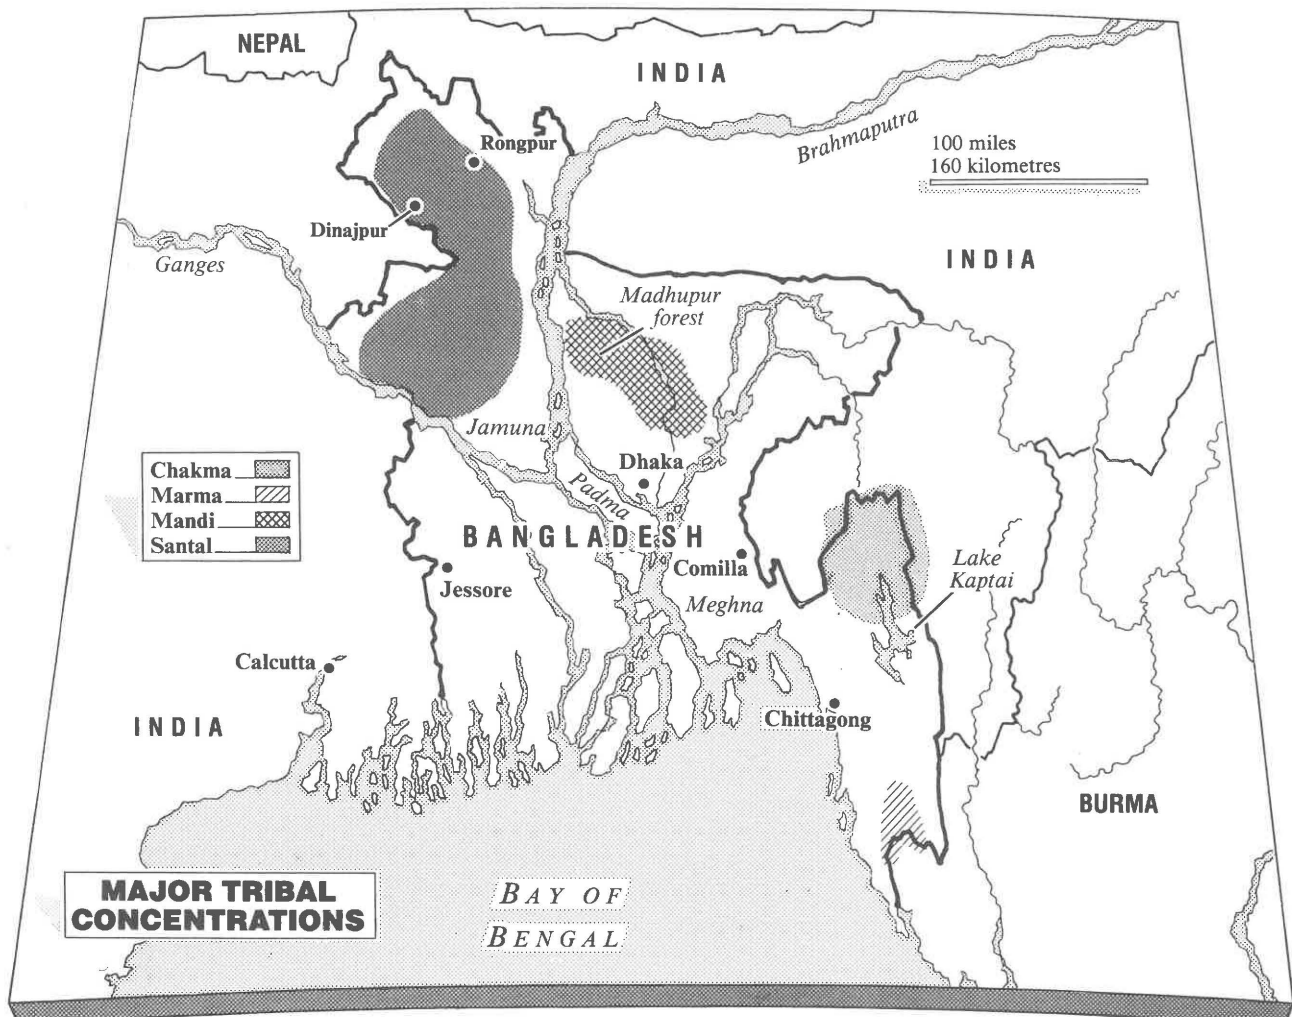 NEPAL
INDIA
Brahmaputra
Rongpur
100 miles
160 kilometres
Dinajpur
Ganges
INDIA
Madhupur
forest
Jamuna
Dhaka
Padma
Chakma
Marma
Mandi
Santal
BANGLADESH
Comilla
Lake
Kaptai
Jessore
Meghna
Calcutta
INDIA
Chittagong
BURMA
MAJOR TRIBAL
CONCENTRATIONS
BAY OF
BENGAL